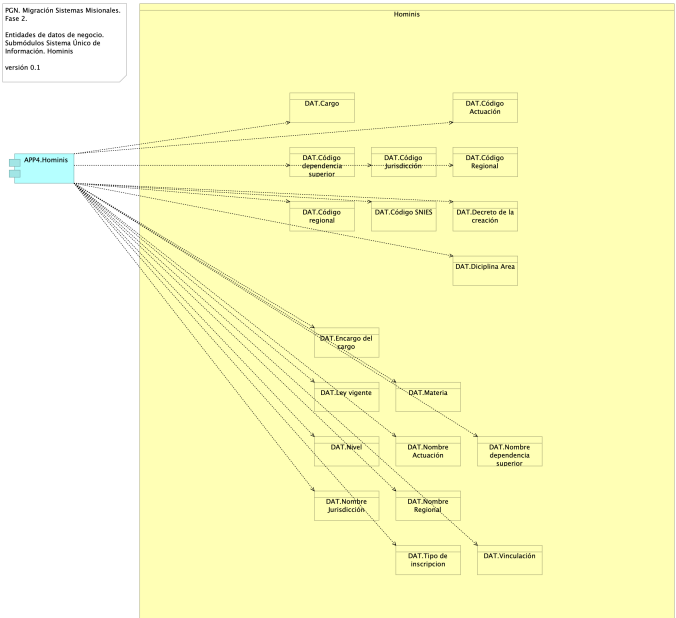 PGN. Migración Sistemas Misionales.
Fase 2.
Entidades de datos de negocio.
Submódulos Sistema Único de
Información. Hominis
versión 0.1
Hominis
APP4.Hominis
DAT.Cargo
DAT.Código
Actuación
DAT.Código
dependencia
superior
DAT.Código
Jurisdicción
DAT.Código
Regional
DAT.Código
regional
DAT.Código SNIES
DAT.Decreto de la
creación
DAT.Diciplina Area
DAT.Encargo del
cargo
DAT.Ley vigente
DAT.Materia
DAT.Nivel
DAT.Nombre
Actuación
DAT.Nombre
dependencia
superior
DAT.Nombre
Jurisdicción
DAT.Nombre
Regional
DAT.Tipo de
inscripcion
DAT.Vinculación